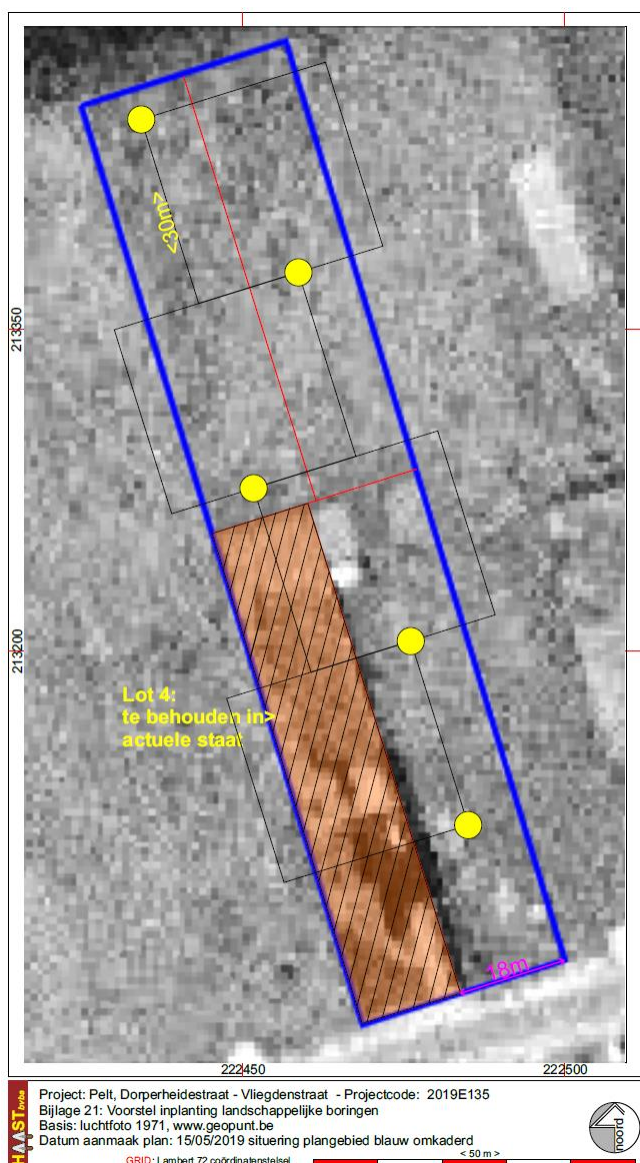 <30m>
213350
213200
Lot 4:
te behouden in>
actuele staat
18m
222450
222500
HAAST bvba
Project: Pelt, Dorperheidestraat - Vliegdenstraat - Projectcode: 2019E135
Bijlage 21: Voorstel inplanting landschappelijke boringen
Basis: luchtfoto 1971, www.geopunt.be
Datum aanmaak plan: 15/05/2019 situering plangebied blauw omkaderd
noord
< 50 m >
GRID: Lambert 72 coördinatenstelsel